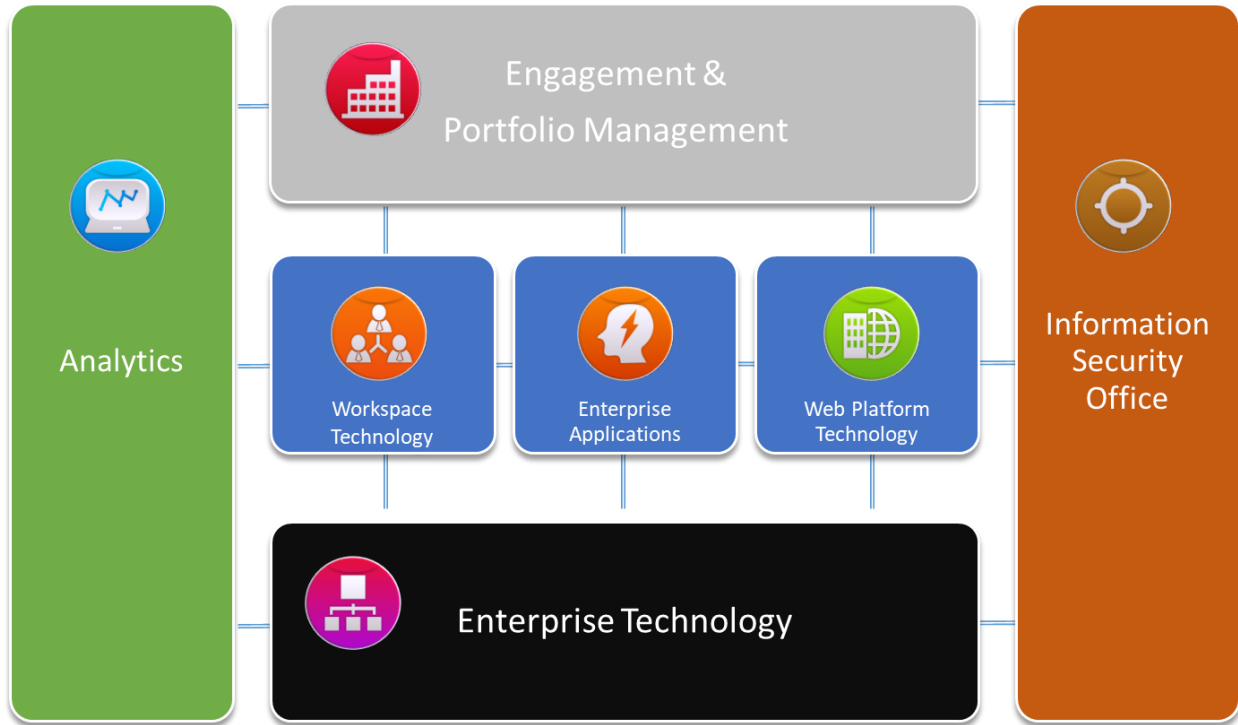 Engagement &
Portfolio Management
Analytics
Workspace
Technology
Enterprise
Applications
Web Platform
Technology
Information
Security
Office
Enterprise Technology